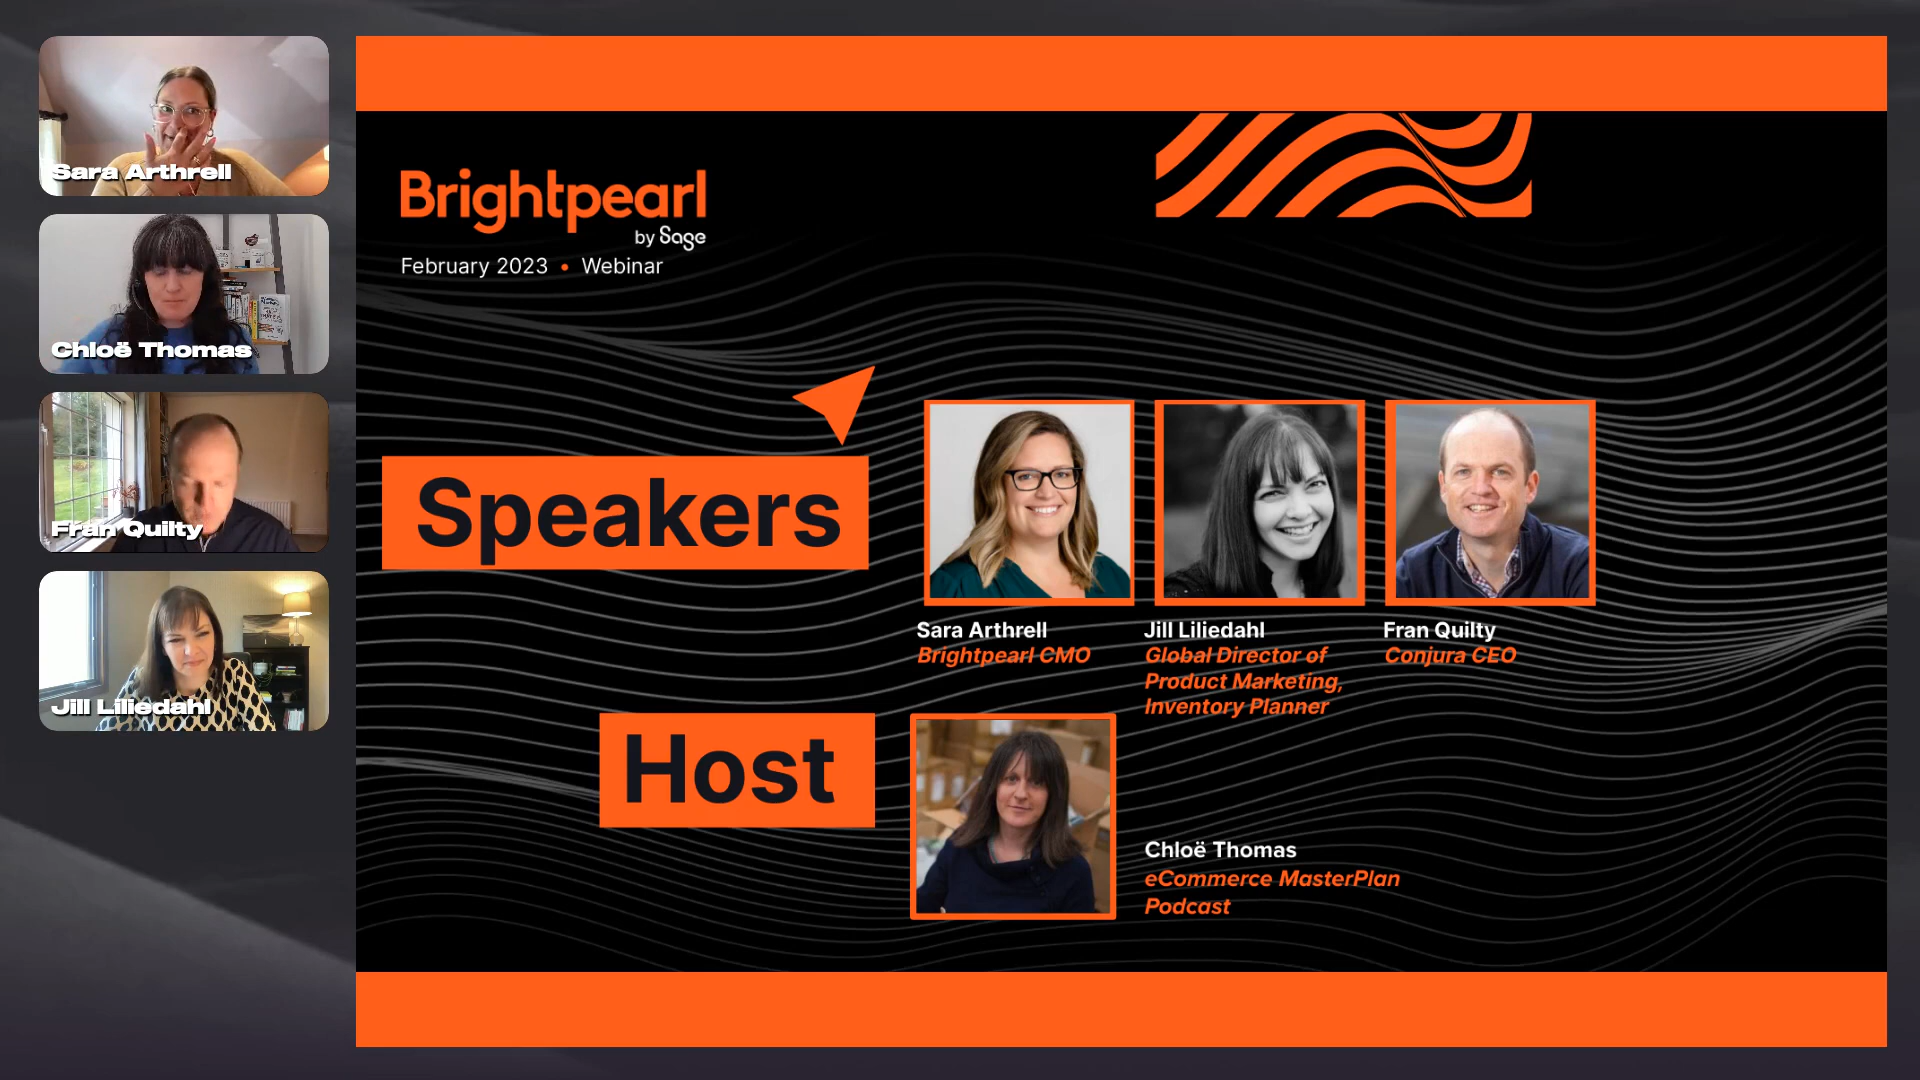 Sara Arthrell
Chloë Thomas
Fran Quilty
Jill Liliedahl
Brightpearl
by Sage
February 2023 • Webinar
Speakers
Sara Arthrell
Brightpearl CMO
Jill Liliedahl
Global Director of
Product Marketing,
Inventory Planner
Fran Quilty
Conjura CEO
Host
Chloë Thomas
eCommerce MasterPlan
Podcast